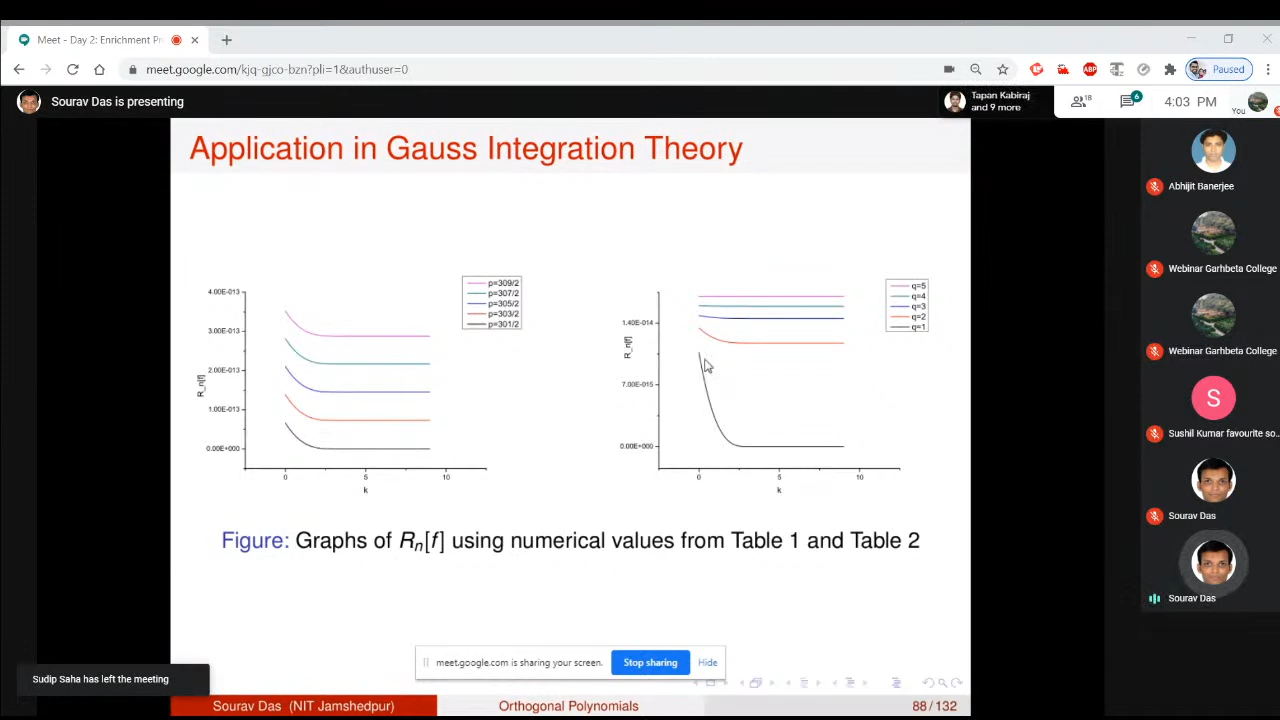 Meet - Day 2: Enrichment Pr
meet.google.com/kjq-gjco-bzn?pli=1&authuser=0
ABP
Paused
Sourav Das is presenting
Tapan Kabiraj
and 9 more
18
6
4:03 PM
You
Application in Gauss Integration Theory
4.00E-013
3.00E-013
2.00E-013
1.00E-013
0.00E+000
R_n[f]
0 5 10
k
p=309/2
p=307/2
p=305/2
p=303/2
p=301/2
1.40E-014
7.00E-015
0.00E+000
R_n[f]
0 5 10
k
q=5
q=4
q=3
q=2
q=1
Figure: Graphs of Rn[f] using numerical values from Table 1 and Table 2
meet.google.com is sharing your screen. Stop sharing Hide
Sudip Saha has left the meeting
Sourav Das (NIT Jamshedpur) Orthogonal Polynomials 88 / 132
Abhijit Banerjee
Webinar Garhbeta College
Webinar Garhbeta College
S
Sushil Kumar favourite so...
Sourav Das
Sourav Das